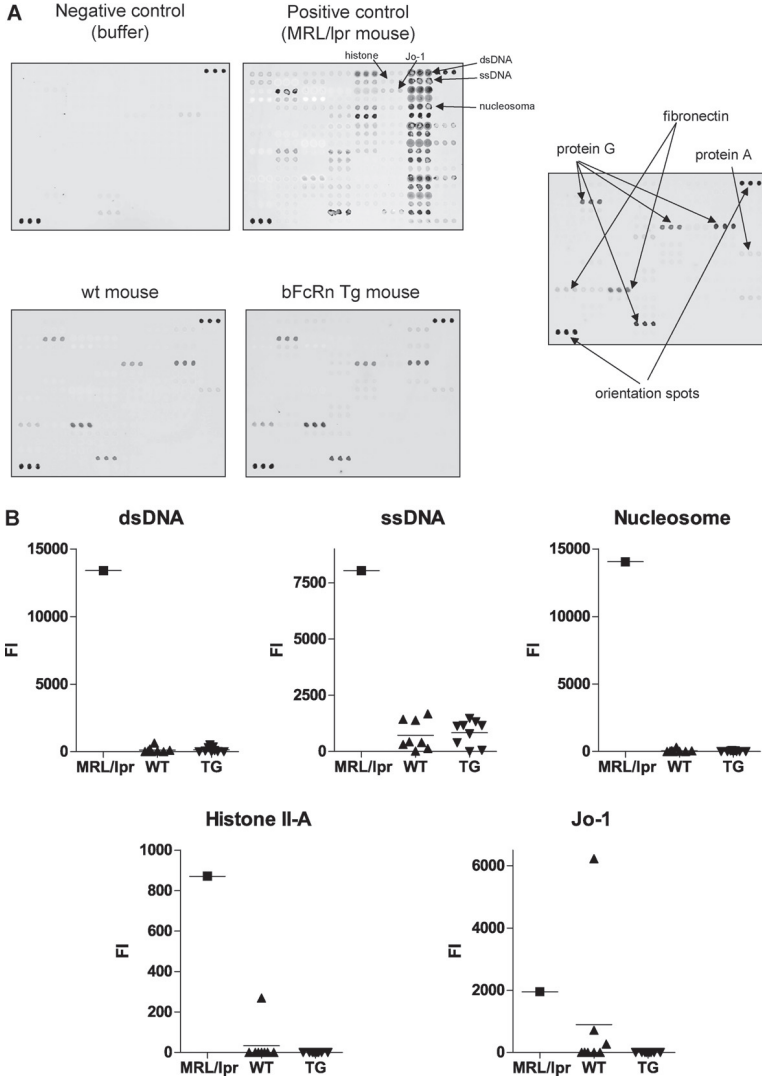 A
Negative control
(buffer)
Positive control
(MRL/lpr mouse)
histone
Jo-1
dsDNA
ssDNA
nucleosoma
fibronectin
protein G
protein A
orientation spots
wt mouse
bFcRn Tg mouse
B
dsDNA
15000
10000
5000
0
FI
MRL/lpr
WT
TG
ssDNA
7500
5000
2500
0
FI
MRL/lpr
WT
TG
Nucleosome
15000
10000
5000
0
FI
MRL/lpr
WT
TG
Histone II-A
1000
800
600
400
200
0
FI
MRL/lpr
WT
TG
Jo-1
6000
4000
2000
0
FI
MRL/lpr
WT
TG